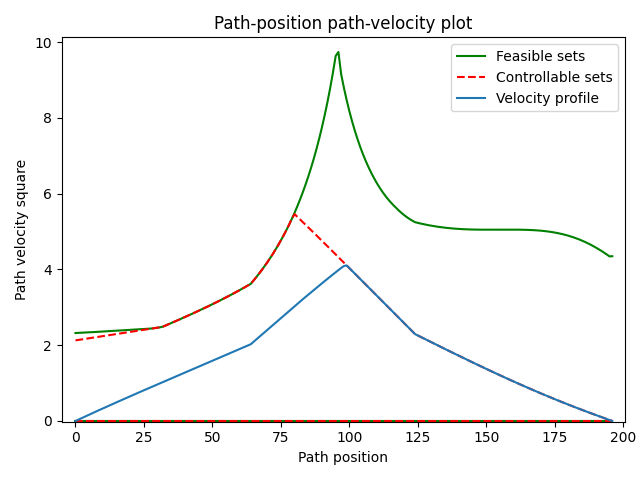 Path-position path-velocity plot
Path velocity square
10
8
6
4
2
0
Feasible sets
Controllable sets
Velocity profile
0 25 50 75 100 125 150 175 200
Path position